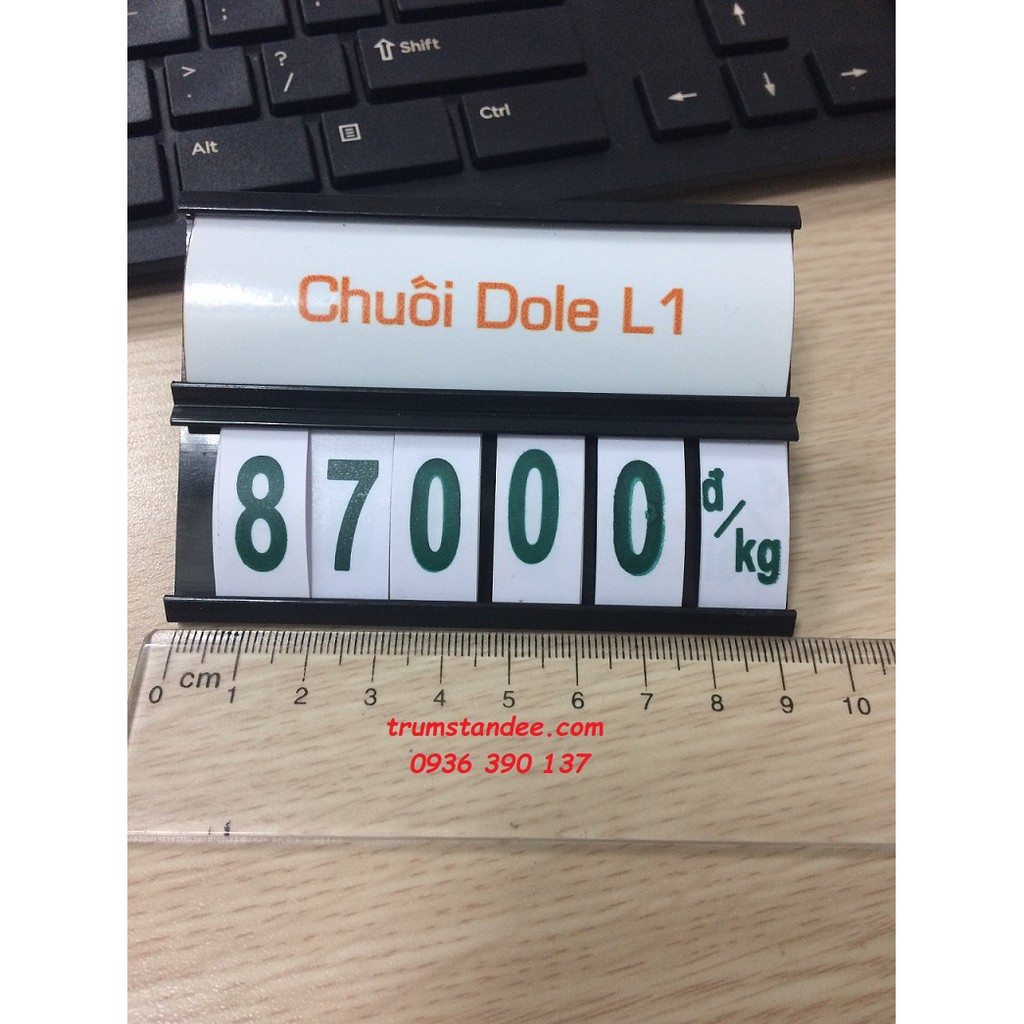 Shift
> .
? /
Ctrl
Alt
Chuối Dole L1
87000 đ/kg
0 cm 1 2 3 4 5 6 7 8 9 10
trumstandee.com
0936 390 137